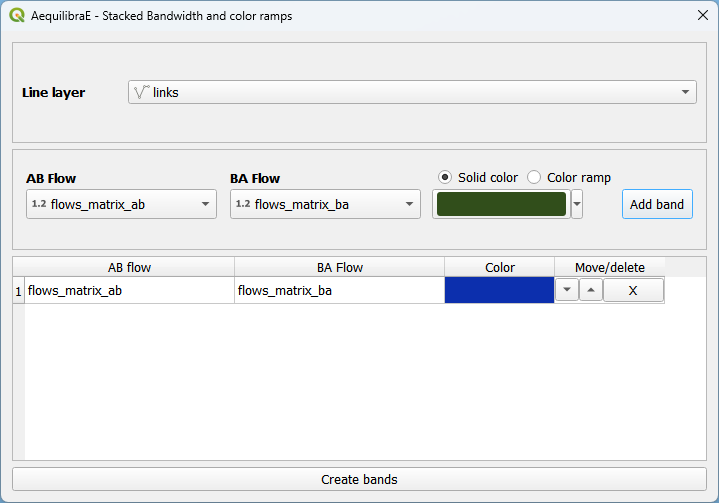 AequilibraE - Stacked Bandwidth and color ramps
Line layer
links
AB Flow
BA Flow
Solid color
Color ramp
1.2 flows_matrix_ab
1.2 flows_matrix_ba
Add band
AB flow
BA Flow
Color
Move/delete
1
flows_matrix_ab
flows_matrix_ba
X
Create bands